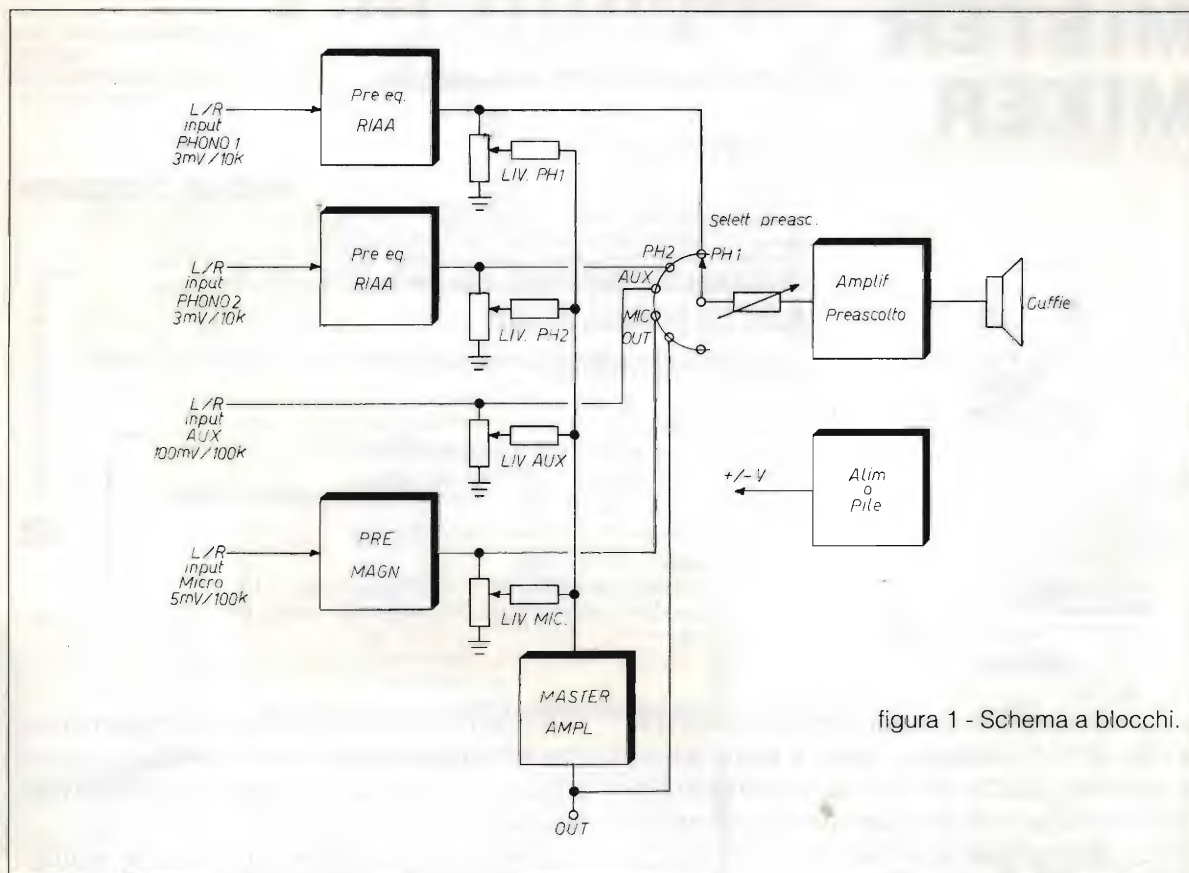 L/R
input
PHONO 1
3mV/10k
Pre eq.
RIAA
LIV. PH1
L/R
input
PHONO 2
3mV/10k
Pre eq.
RIAA
LIV. PH2
L/R
input
AUX
100mV/100k
LIV AUX
L/R
input
Micro
5mV/100k
PRE
MAGN
LIV MIC.
MASTER
AMPL
OUT
Selett preasc.
PH2
PH1
AUX
MIC
OUT
Amplif
Preascolto
Cuffie
+/-V
Alim
o
Pile
figura 1 - Schema a blocchi.